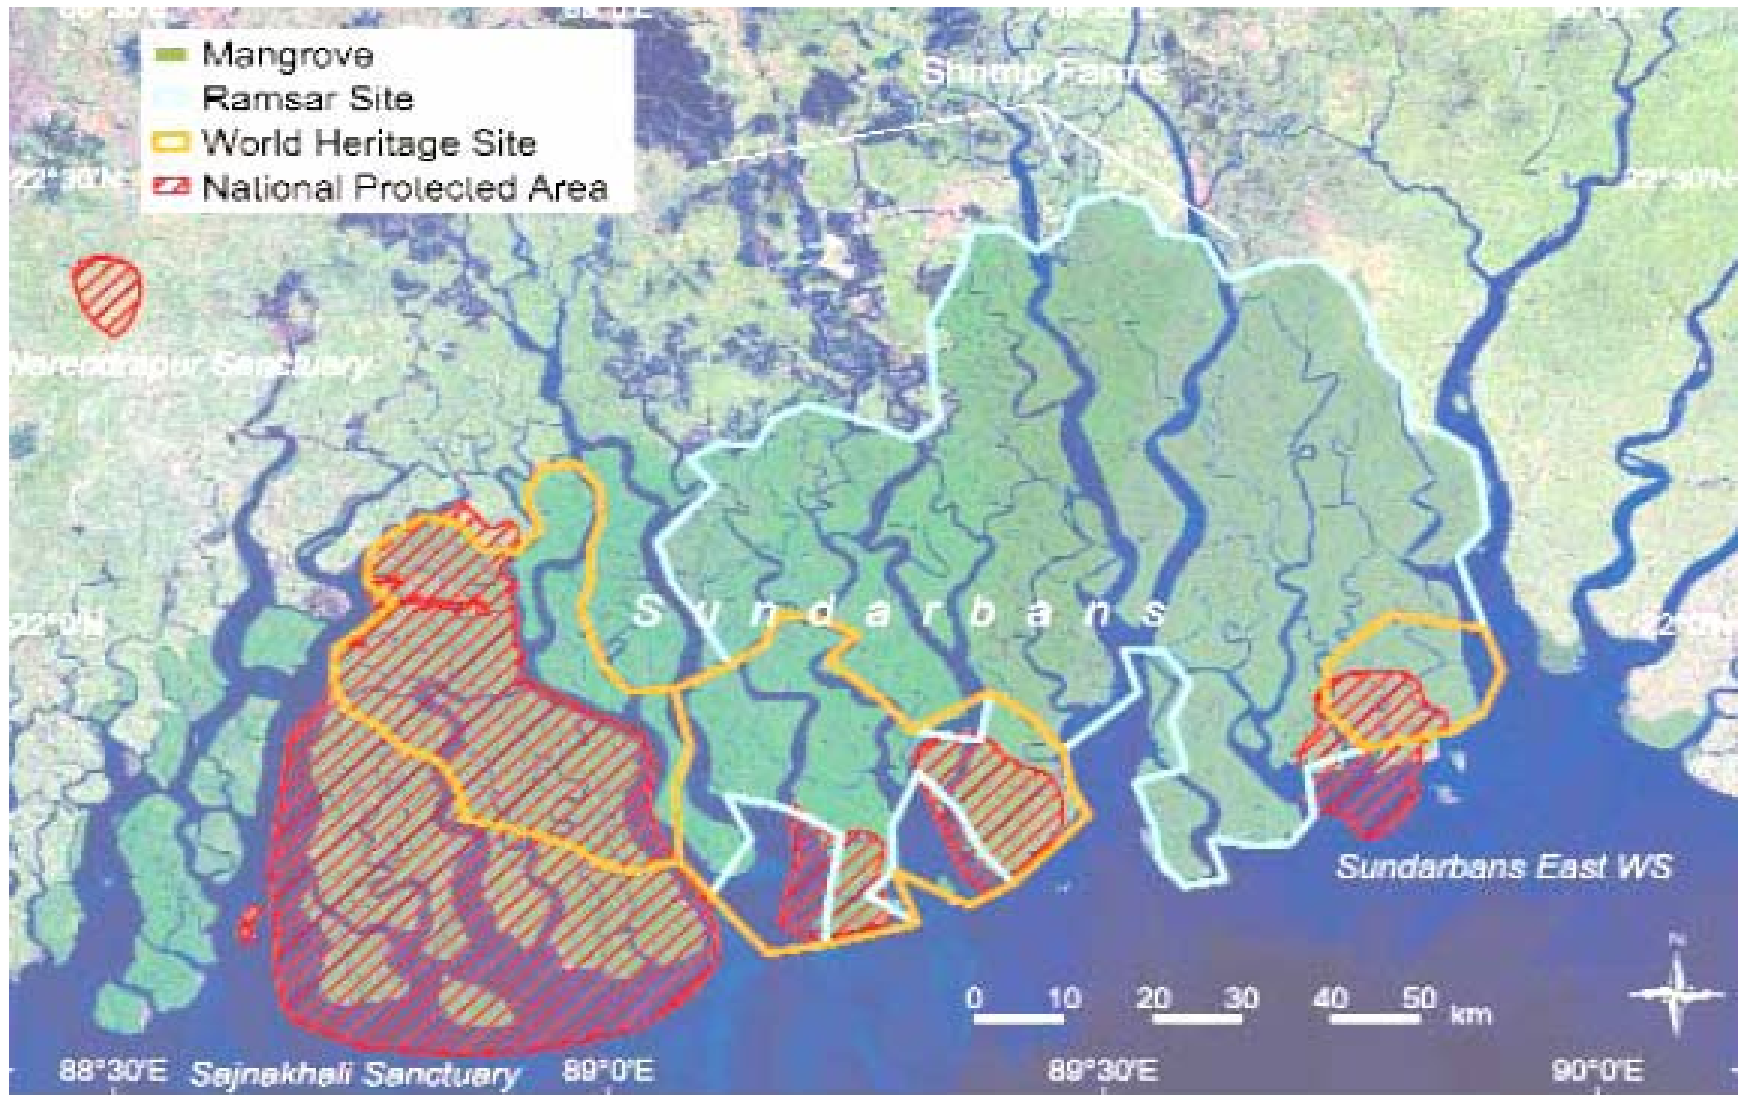 Mangrove
Ramsar Site
World Heritage Site
National Protected Area
Shrimp Farms
22°30'N
22°30'N
Narendrapur Sanctuary
Sundarbans
22°0'N
22°0'N
Sundarbans East WS
N
0 10 20 30 40 50 km
88°30'E
Sajnakhali Sanctuary
89°0'E
89°30'E
90°0'E